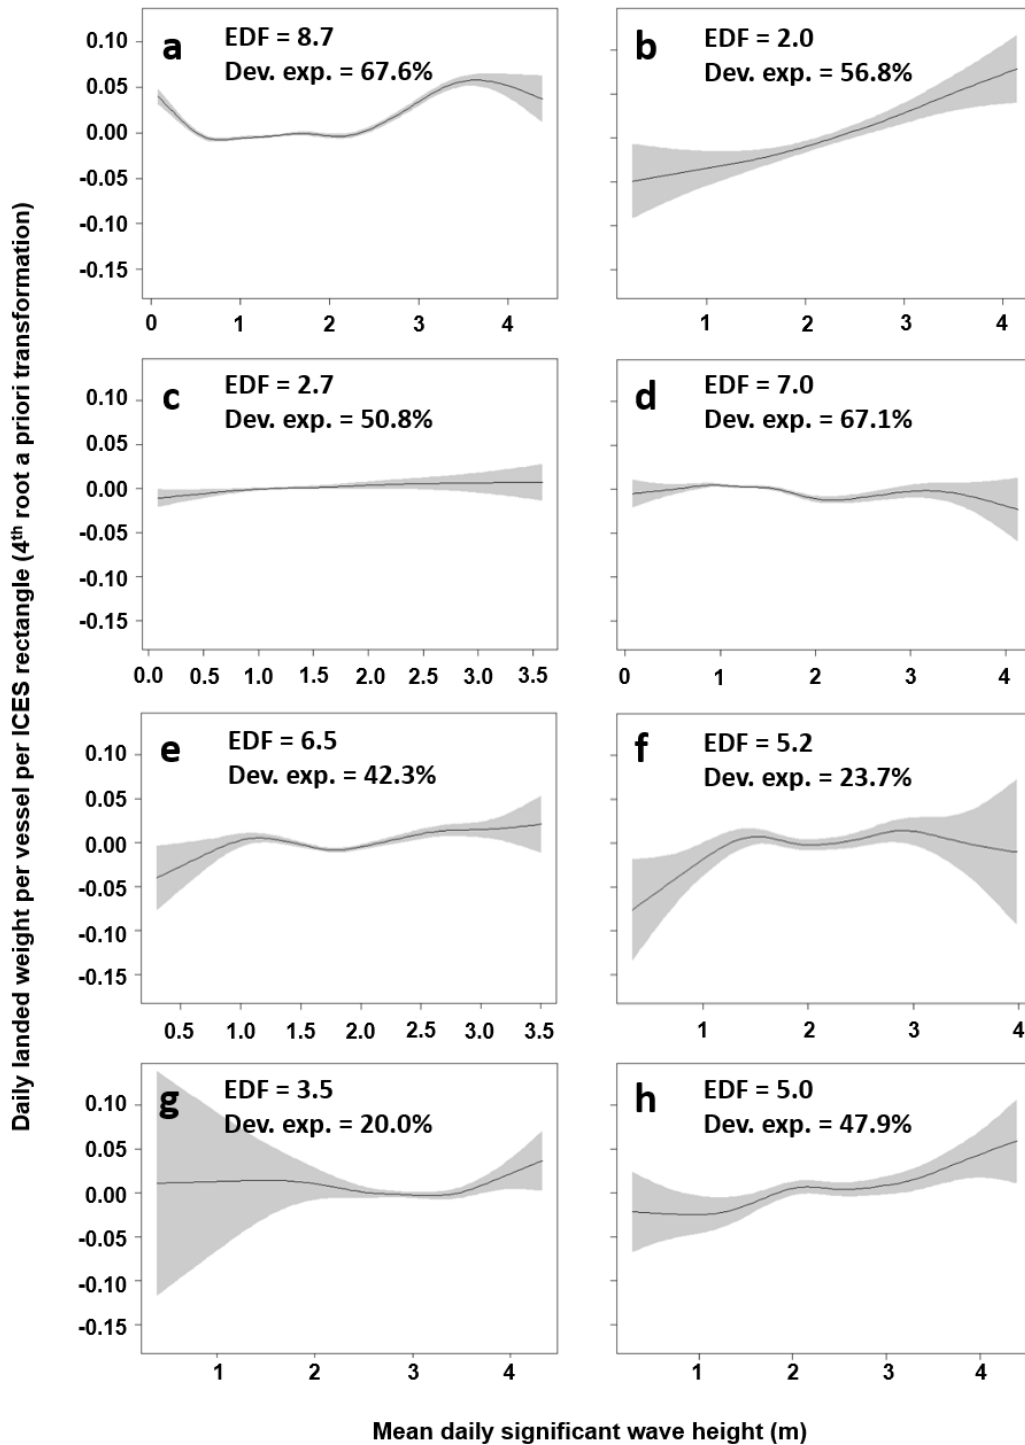 Daily landed weight per vessel per ICES rectangle (4th root a priori transformation)
a
EDF = 8.7
Dev. exp. = 67.6%
0.10
0.05
0.00
-0.05
-0.10
-0.15
0 1 2 3 4
b
EDF = 2.0
Dev. exp. = 56.8%
1 2 3 4
c
EDF = 2.7
Dev. exp. = 50.8%
0.10
0.05
0.00
-0.05
-0.10
-0.15
0.0 0.5 1.0 1.5 2.0 2.5 3.0 3.5
d
EDF = 7.0
Dev. exp. = 67.1%
0 1 2 3 4
e
EDF = 6.5
Dev. exp. = 42.3%
0.10
0.05
0.00
-0.05
-0.10
-0.15
0.5 1.0 1.5 2.0 2.5 3.0 3.5
f
EDF = 5.2
Dev. exp. = 23.7%
1 2 3 4
g
EDF = 3.5
Dev. exp. = 20.0%
0.10
0.05
0.00
-0.05
-0.10
-0.15
1 2 3 4
h
EDF = 5.0
Dev. exp. = 47.9%
1 2 3 4
Mean daily significant wave height (m)